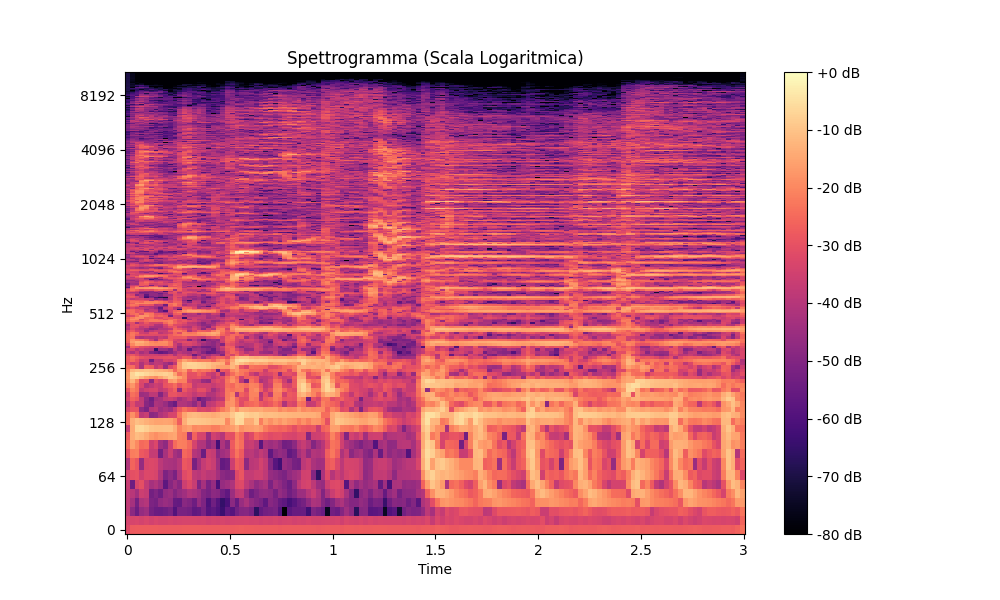 Spettrogramma (Scala Logaritmica)
Hz
8192
4096
2048
1024
512
256
128
64
0
0
0.5
1
1.5
2
2.5
3
Time
+0 dB
-10 dB
-20 dB
-30 dB
-40 dB
-50 dB
-60 dB
-70 dB
-80 dB